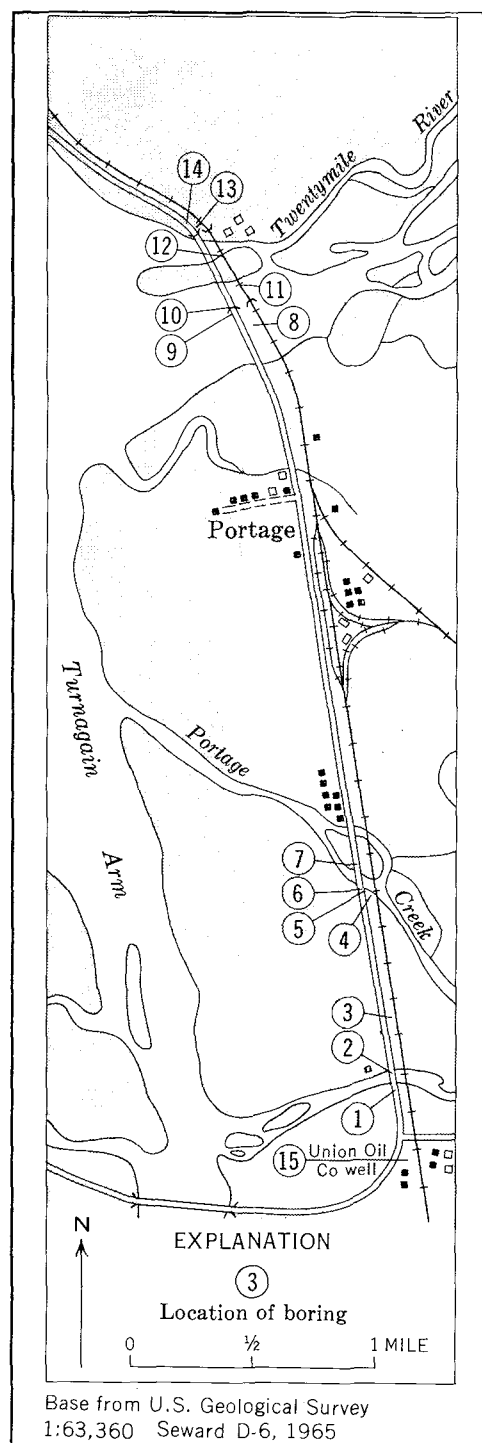 River
Twentymile
14
13
12
11
10
8
9
Portage
Turnagain
Arm
Portage
Creek
7
6
5
4
3
2
1
15 Union Oil
Co well
N
EXPLANATION
3
Location of boring
0 ½ 1 MILE
Base from U.S. Geological Survey
1:63,360 Seward D-6, 1965